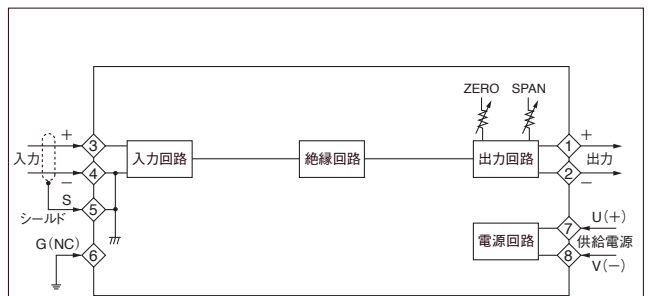 ZERO SPAN
+ 3 入力回路 絶縁回路 出力回路 1 +
入力 出力
− 4 2 −
S 5
シールド
G(NC) 6
電源回路 7 U(+)
供給電源
8 V(−)